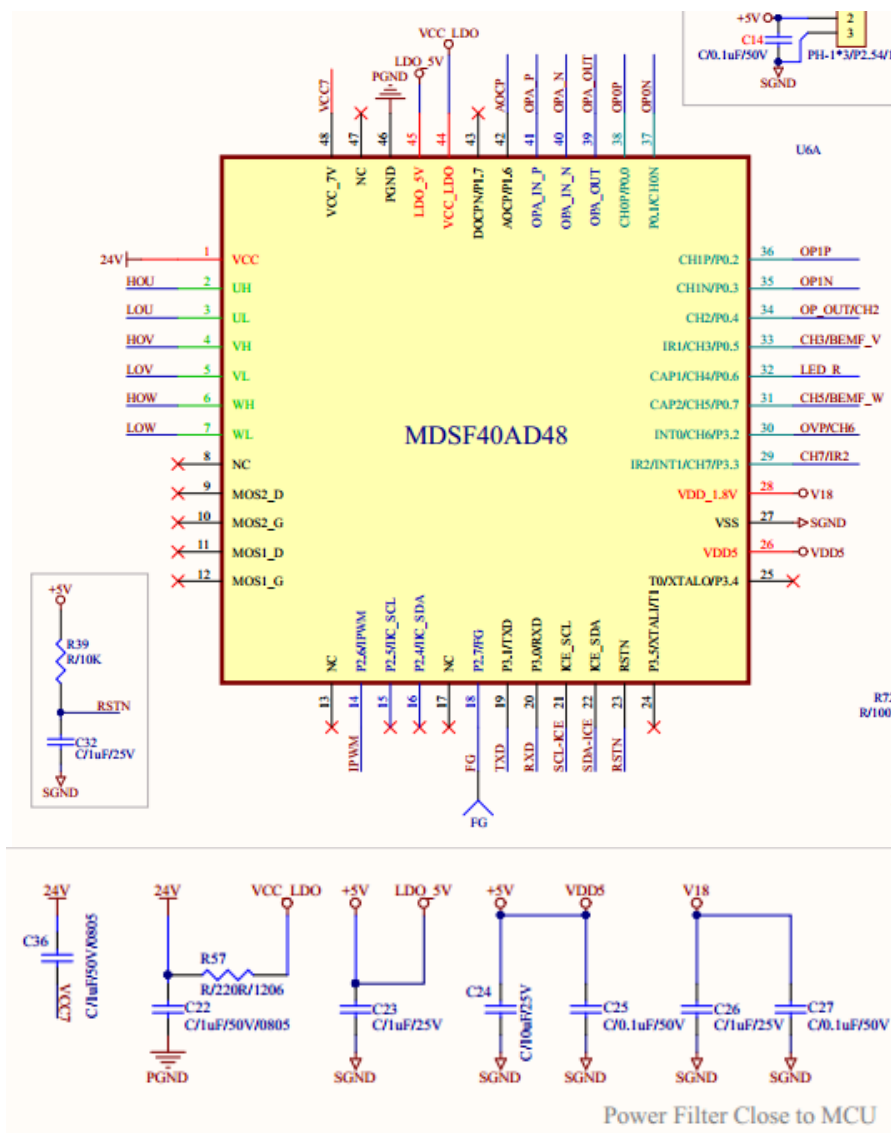 +5V
2
3
C14
C/0.1uF/50V
PH-1*3/P2.54/1
SGND
VCC_LDO
LDO_5V
PGND
VCC7
AOCP
OPA_P
OPA_N
OPA_OUT
OP0P
OP0N
48
47
46
45
44
43
42
41
40
39
38
37
U6A
VCC_7V
NC
PGND
LDO_5V
VCC_LDO
DOCPN/P1.7
AOCP/P1.6
OPA_IN_P
OPA_IN_N
OPA_OUT
CH0P/P0.0
P0.1/CH0N
24V 1 VCC
HOU 2 UH
LOU 3 UL
HOV 4 VH
LOV 5 VL
HOW 6 WH
LOW 7 WL
8 NC
9 MOS2_D
10 MOS2_G
11 MOS1_D
12 MOS1_G
MDSF40AD48
CH1P/P0.2 36 OP1P
CH1N/P0.3 35 OP1N
CH2/P0.4 34 OP_OUT/CH2
IR1/CH3/P0.5 33 CH3/BEMF_V
CAP1/CH4/P0.6 32 LED_R
CAP2/CH5/P0.7 31 CH5/BEMF_W
INT0/CH6/P3.2 30 OVP/CH6
IR2/INT1/CH7/P3.3 29 CH7/IR2
VDD_1.8V 28 V18
VSS 27 SGND
VDD5 26 VDD5
T0/XTALO/P3.4 25
NC
P2.6/IPWM
P2.5/IIC_SCL
P2.4/IIC_SDA
NC
P2.7/FG
P3.1/TXD
P3.0/RXD
ICE_SCL
ICE_SDA
RSTN
P3.5/XTALI/T1
13
14
15
16
17
18
19
20
21
22
23
24
IPWM
FG
TXD
RXD
SCL-ICE
SDA-ICE
RSTN
FG
+5V
R39
R/10K
RSTN
C32
C/1uF/25V
SGND
R/100
24V
C36
C/1uF/50V/0805
VCC7
24V
VCC_LDO
R57
R/220R/1206
C22
C/1uF/50V/0805
PGND
+5V
LDO_5V
C23
C/1uF/25V
SGND
+5V
VDD5
C24
C/10uF/25V
SGND
C25
C/0.1uF/50V
SGND
V18
C26
C/1uF/25V
SGND
C27
C/0.1uF/50V
SGND
Power Filter Close to MCU